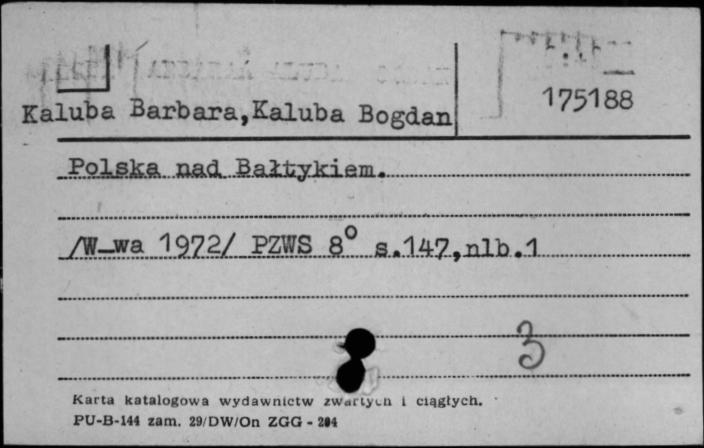 175188
Kaluba Barbara,Kaluba Bogdan
Polska nad Bałtykiem.
/W-wa 1972/ PZWS 8° s.147,nlb.1
3
Karta katalogowa wydawnictw zwartych i ciągłych.
PU-B-144 zam. 29/DW/On ZGG - 204